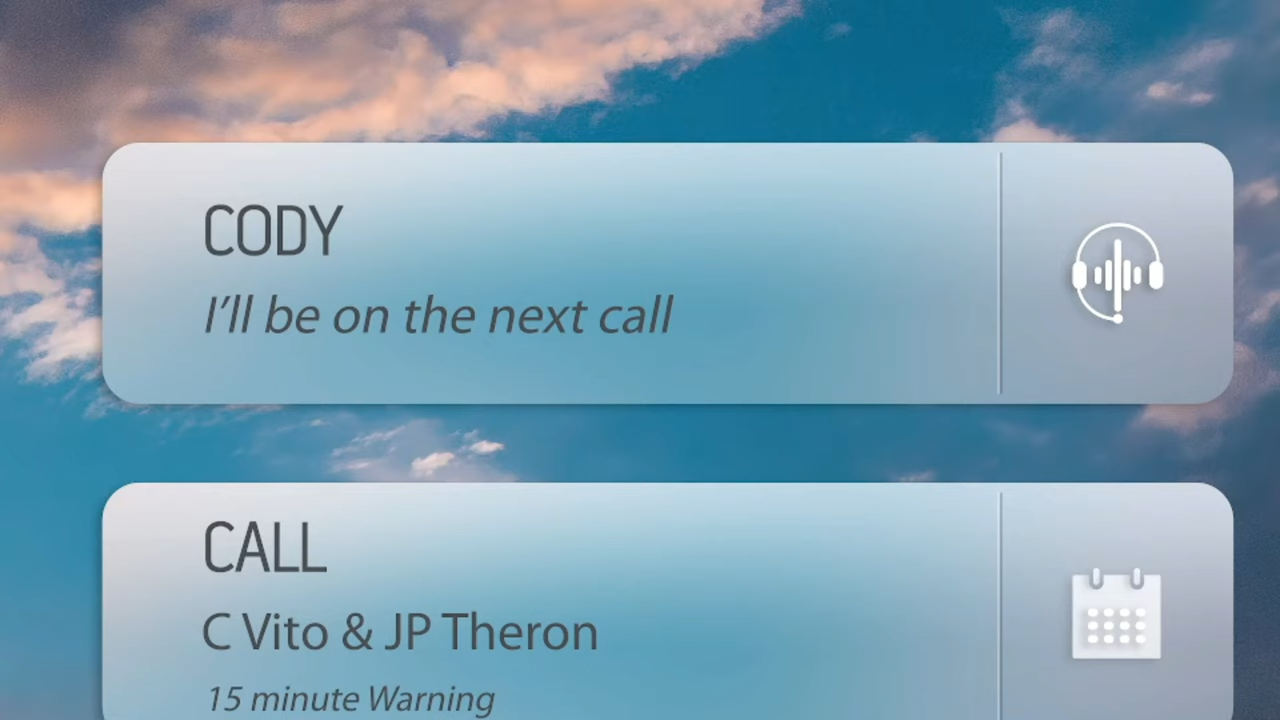 CODY
I’ll be on the next call
CALL
C Vito & JP Theron
15 minute Warning